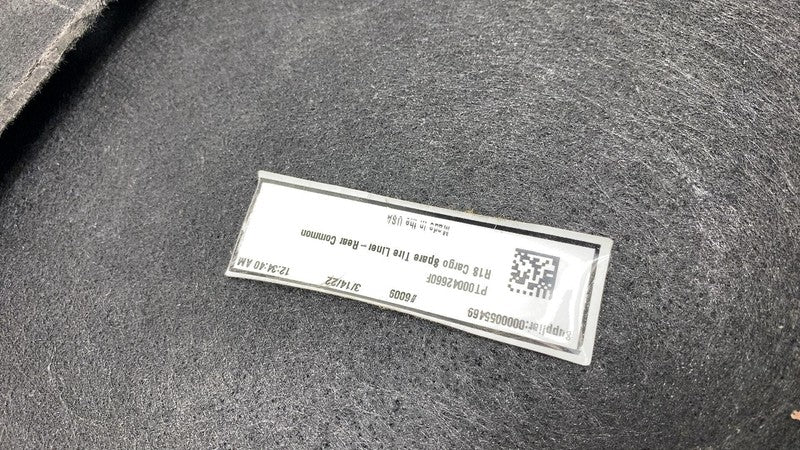 Supplier:0000055469
#6009
3/14/22
12:34:40 AM
PT00042660F
R1S Cargo Spare Tire Liner – Rear Common
Made in the USA